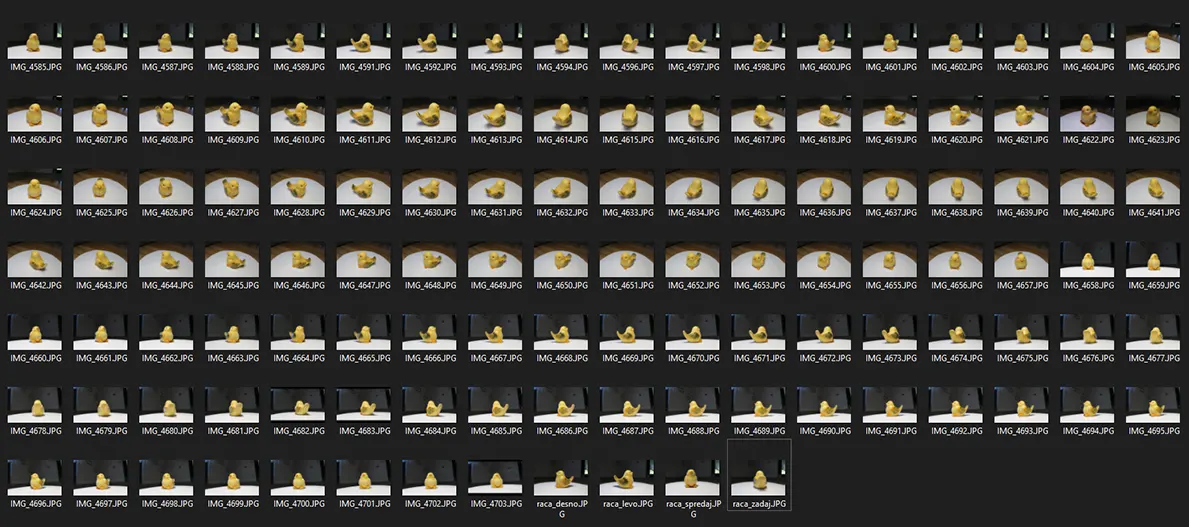 IMG_4585.JPG IMG_4586.JPG IMG_4587.JPG IMG_4588.JPG IMG_4589.JPG IMG_4591.JPG IMG_4592.JPG IMG_4593.JPG IMG_4594.JPG IMG_4596.JPG IMG_4597.JPG IMG_4598.JPG IMG_4600.JPG IMG_4601.JPG IMG_4602.JPG IMG_4603.JPG IMG_4604.JPG IMG_4605.JPG
IMG_4606.JPG IMG_4607.JPG IMG_4608.JPG IMG_4609.JPG IMG_4610.JPG IMG_4611.JPG IMG_4612.JPG IMG_4613.JPG IMG_4614.JPG IMG_4615.JPG IMG_4616.JPG IMG_4617.JPG IMG_4618.JPG IMG_4619.JPG IMG_4620.JPG IMG_4621.JPG IMG_4622.JPG IMG_4623.JPG
IMG_4624.JPG IMG_4625.JPG IMG_4626.JPG IMG_4627.JPG IMG_4628.JPG IMG_4629.JPG IMG_4630.JPG IMG_4631.JPG IMG_4632.JPG IMG_4633.JPG IMG_4634.JPG IMG_4635.JPG IMG_4636.JPG IMG_4637.JPG IMG_4638.JPG IMG_4639.JPG IMG_4640.JPG IMG_4641.JPG
IMG_4642.JPG IMG_4643.JPG IMG_4644.JPG IMG_4645.JPG IMG_4646.JPG IMG_4647.JPG IMG_4648.JPG IMG_4649.JPG IMG_4650.JPG IMG_4651.JPG IMG_4652.JPG IMG_4653.JPG IMG_4654.JPG IMG_4655.JPG IMG_4656.JPG IMG_4657.JPG IMG_4658.JPG IMG_4659.JPG
IMG_4660.JPG IMG_4661.JPG IMG_4662.JPG IMG_4663.JPG IMG_4664.JPG IMG_4665.JPG IMG_4666.JPG IMG_4667.JPG IMG_4668.JPG IMG_4669.JPG IMG_4670.JPG IMG_4671.JPG IMG_4672.JPG IMG_4673.JPG IMG_4674.JPG IMG_4675.JPG IMG_4676.JPG IMG_4677.JPG
IMG_4678.JPG IMG_4679.JPG IMG_4680.JPG IMG_4681.JPG IMG_4682.JPG IMG_4683.JPG IMG_4684.JPG IMG_4685.JPG IMG_4686.JPG IMG_4687.JPG IMG_4688.JPG IMG_4689.JPG IMG_4690.JPG IMG_4691.JPG IMG_4692.JPG IMG_4693.JPG IMG_4694.JPG IMG_4695.JPG
IMG_4696.JPG IMG_4697.JPG IMG_4698.JPG IMG_4699.JPG IMG_4700.JPG IMG_4701.JPG IMG_4702.JPG IMG_4703.JPG raca_desno.JP raca_levo.JPG raca_spredaj.JP raca_zadaj.JPG
G G